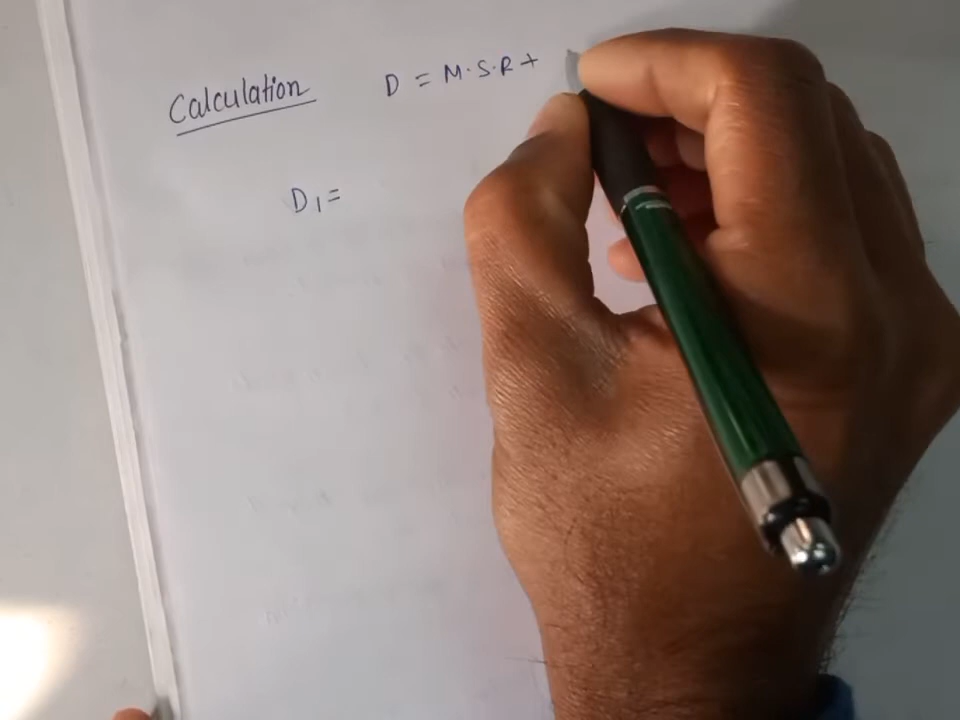 Calculation D = M.S.R +
D1 =